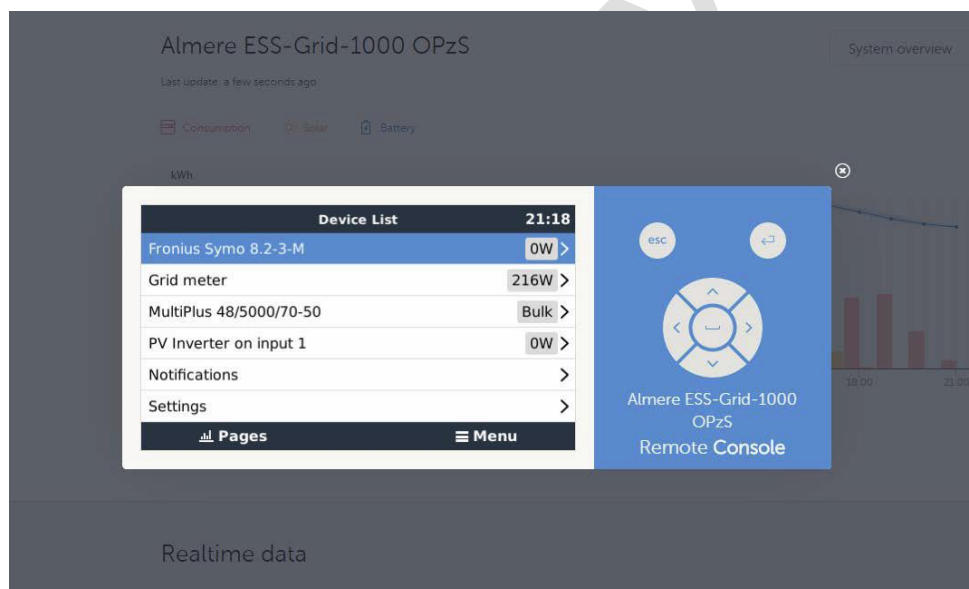 Almere ESS-Grid-1000 OPzS
System overview
Last update: a few seconds ago
Consumption Solar Battery
kWh
Device List 21:18
Fronius Symo 8.2-3-M 0W
Grid meter 216W
MultiPlus 48/5000/70-50 Bulk
PV Inverter on input 1 0W
Notifications
Settings
Pages Menu
esc
Almere ESS-Grid-1000
OPzS
Remote Console
18:00 21:00
Realtime data